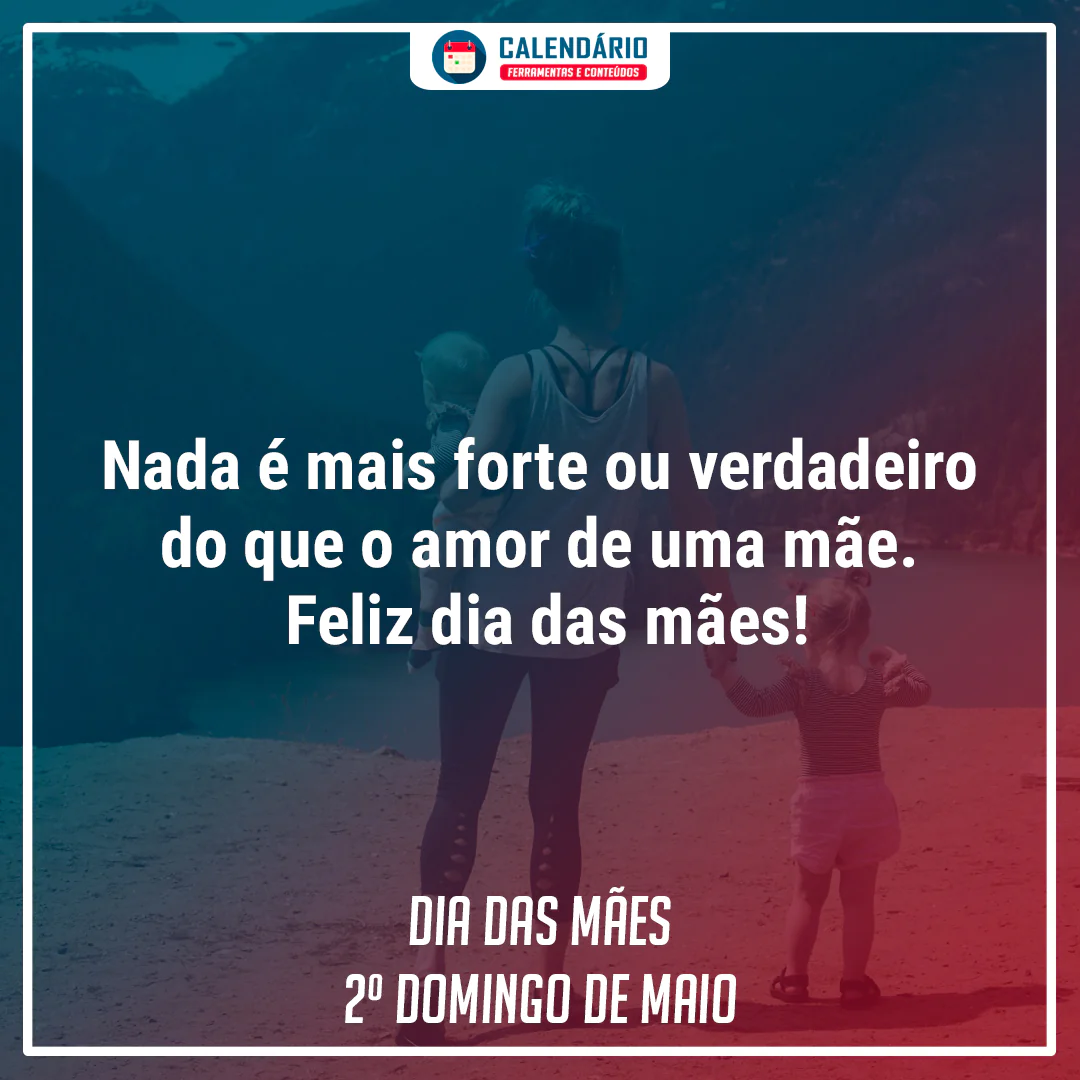 CALENDÁRIO
FERRAMENTAS E CONTEÚDOS
Nada é mais forte ou verdadeiro
do que o amor de uma mãe.
Feliz dia das mães!
DIA DAS MÃES
2º DOMINGO DE MAIO